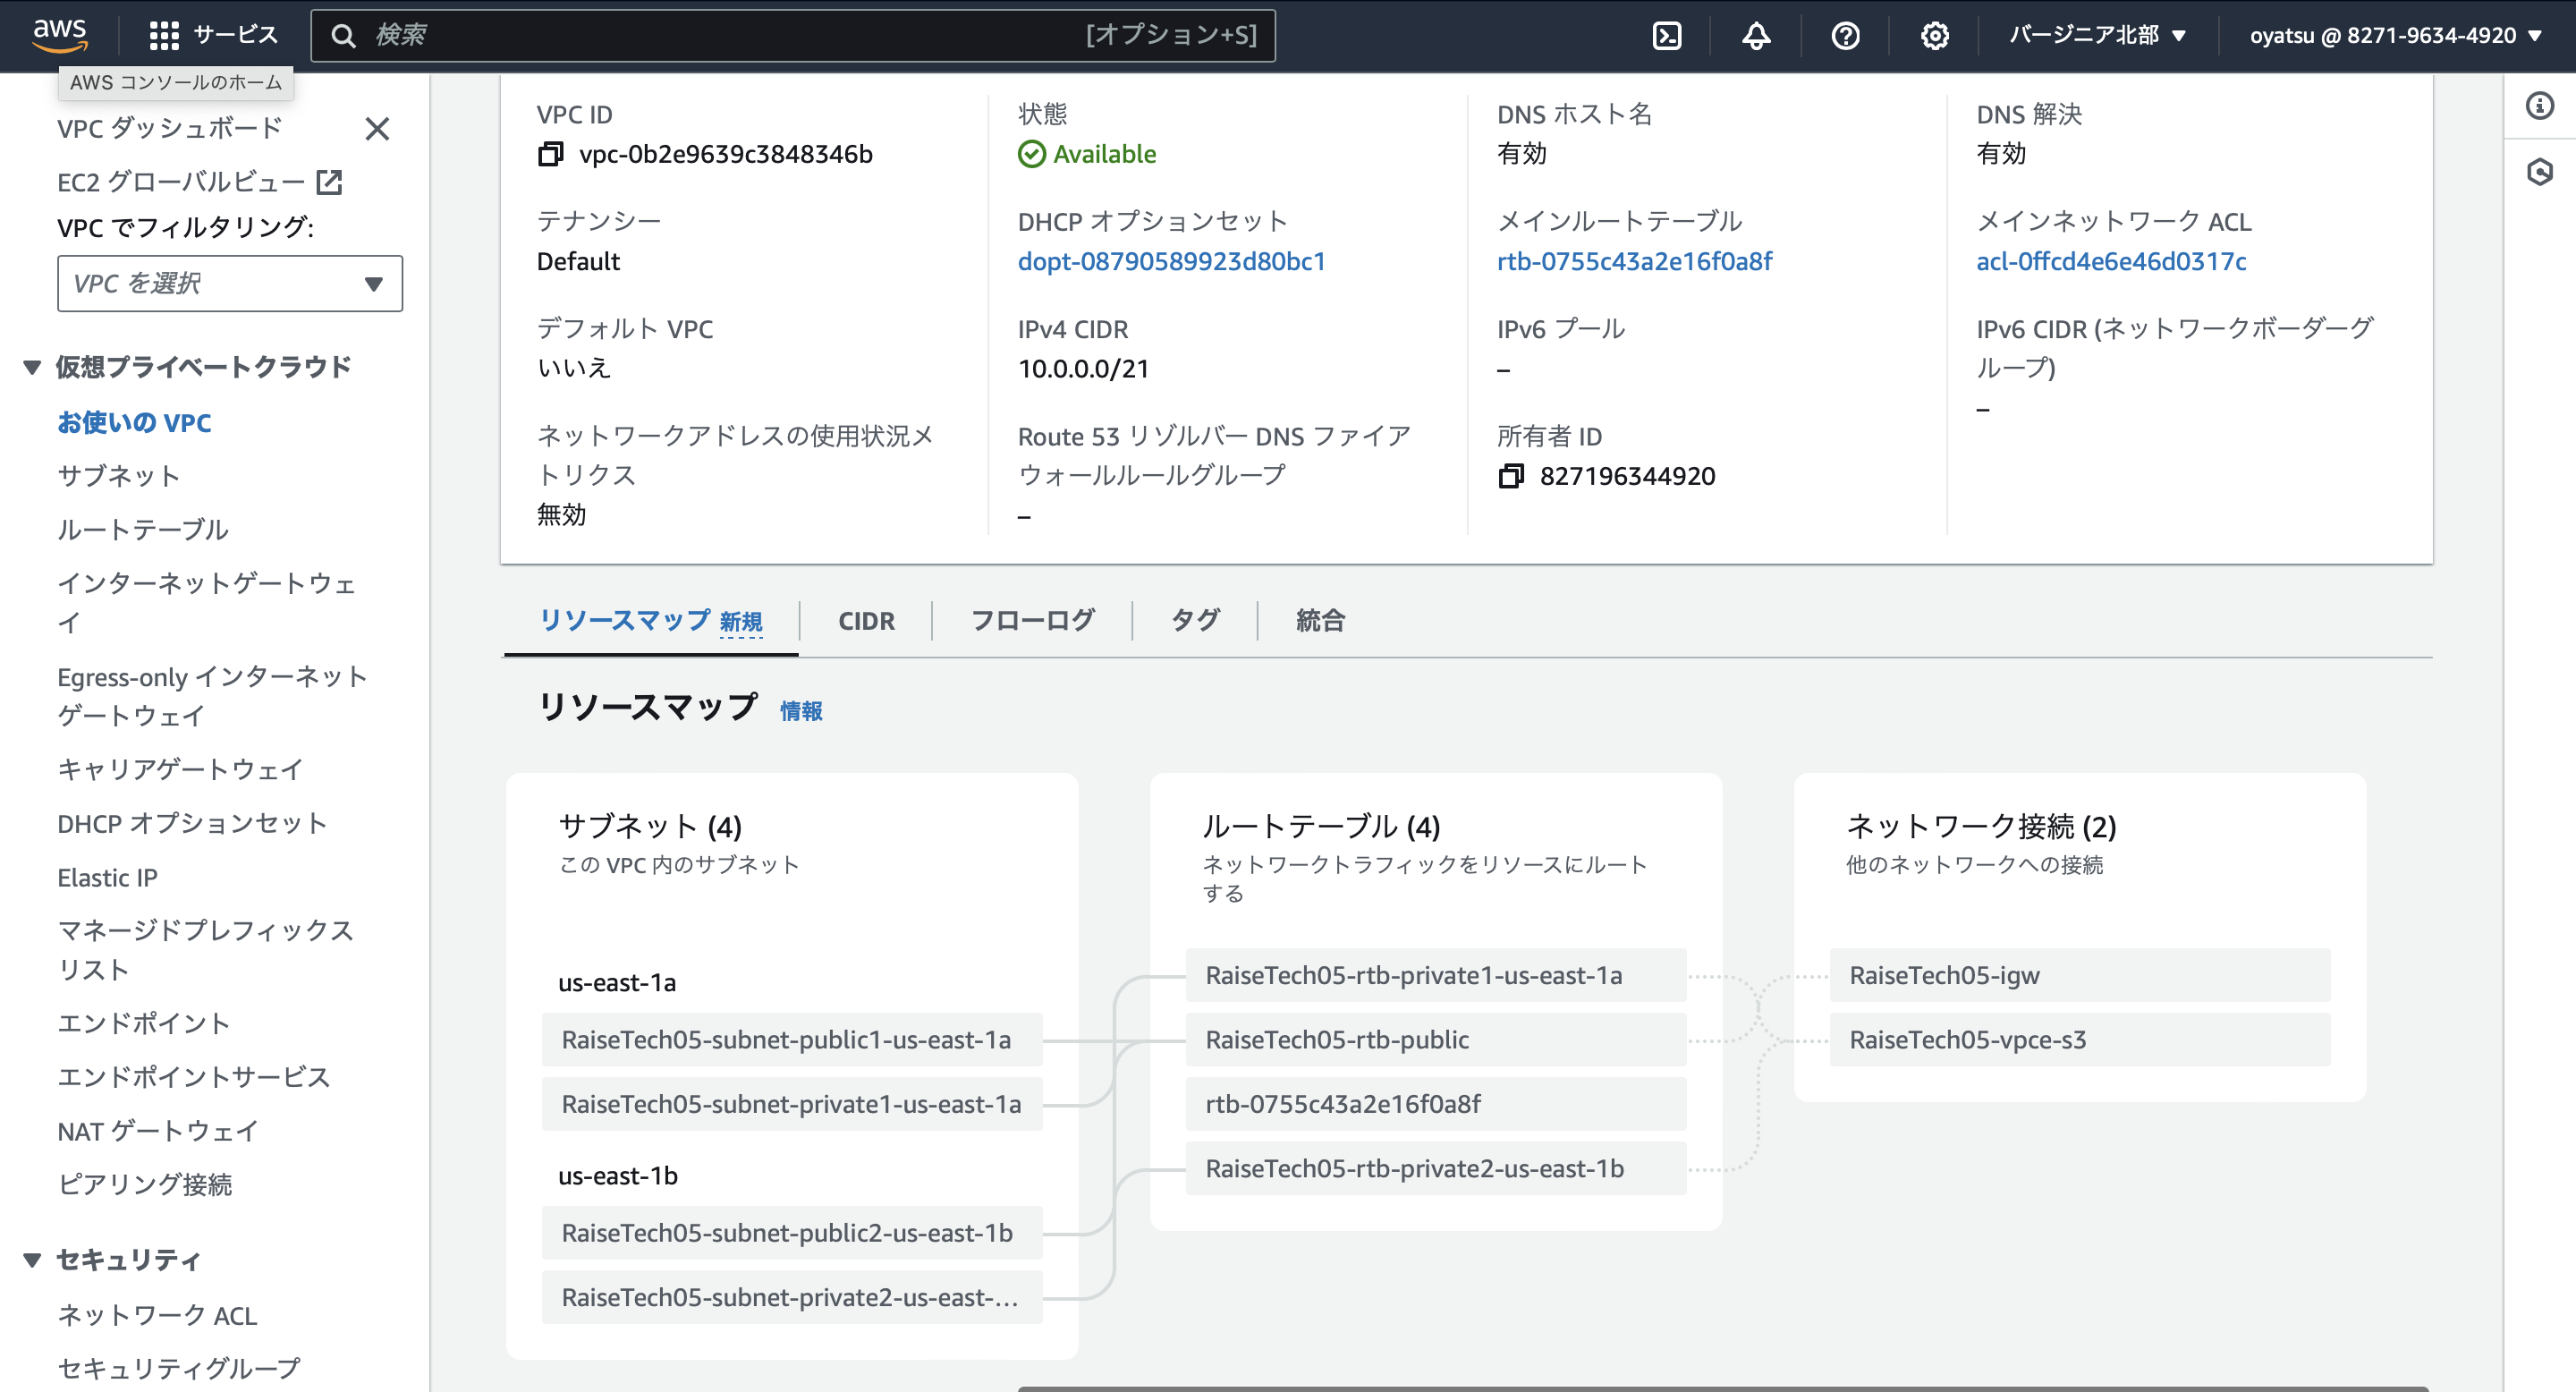 aws
サービス
検索
[オプション+S]
バージニア北部
oyatsu @ 8271-9634-4920
AWS コンソールのホーム
VPC ダッシュボード
EC2 グローバルビュー
VPC でフィルタリング:
VPC を選択
仮想プライベートクラウド
お使いの VPC
サブネット
ルートテーブル
インターネットゲートウェ
イ
Egress-only インターネット
ゲートウェイ
キャリアゲートウェイ
DHCP オプションセット
Elastic IP
マネージドプレフィックス
リスト
エンドポイント
エンドポイントサービス
NAT ゲートウェイ
ピアリング接続
セキュリティ
ネットワーク ACL
セキュリティグループ
VPC ID
vpc-0b2e9639c3848346b
状態
Available
DNS ホスト名
有効
DNS 解決
有効
テナンシー
Default
DHCP オプションセット
dopt-08790589923d80bc1
メインルートテーブル
rtb-0755c43a2e16f0a8f
メインネットワーク ACL
acl-0ffcd4e6e46d0317c
デフォルト VPC
いいえ
IPv4 CIDR
10.0.0.0/21
IPv6 プール
–
IPv6 CIDR (ネットワークボーダーグ
ループ)
–
ネットワークアドレスの使用状況メ
トリクス
無効
Route 53 リゾルバー DNS ファイア
ウォールルールグループ
–
所有者 ID
827196344920
リソースマップ 新規
CIDR
フローログ
タグ
統合
リソースマップ 情報
サブネット (4)
この VPC 内のサブネット
us-east-1a
RaiseTech05-subnet-public1-us-east-1a
RaiseTech05-subnet-private1-us-east-1a
us-east-1b
RaiseTech05-subnet-public2-us-east-1b
RaiseTech05-subnet-private2-us-east-...
ルートテーブル (4)
ネットワークトラフィックをリソースにルート
する
RaiseTech05-rtb-private1-us-east-1a
RaiseTech05-rtb-public
rtb-0755c43a2e16f0a8f
RaiseTech05-rtb-private2-us-east-1b
ネットワーク接続 (2)
他のネットワークへの接続
RaiseTech05-igw
RaiseTech05-vpce-s3